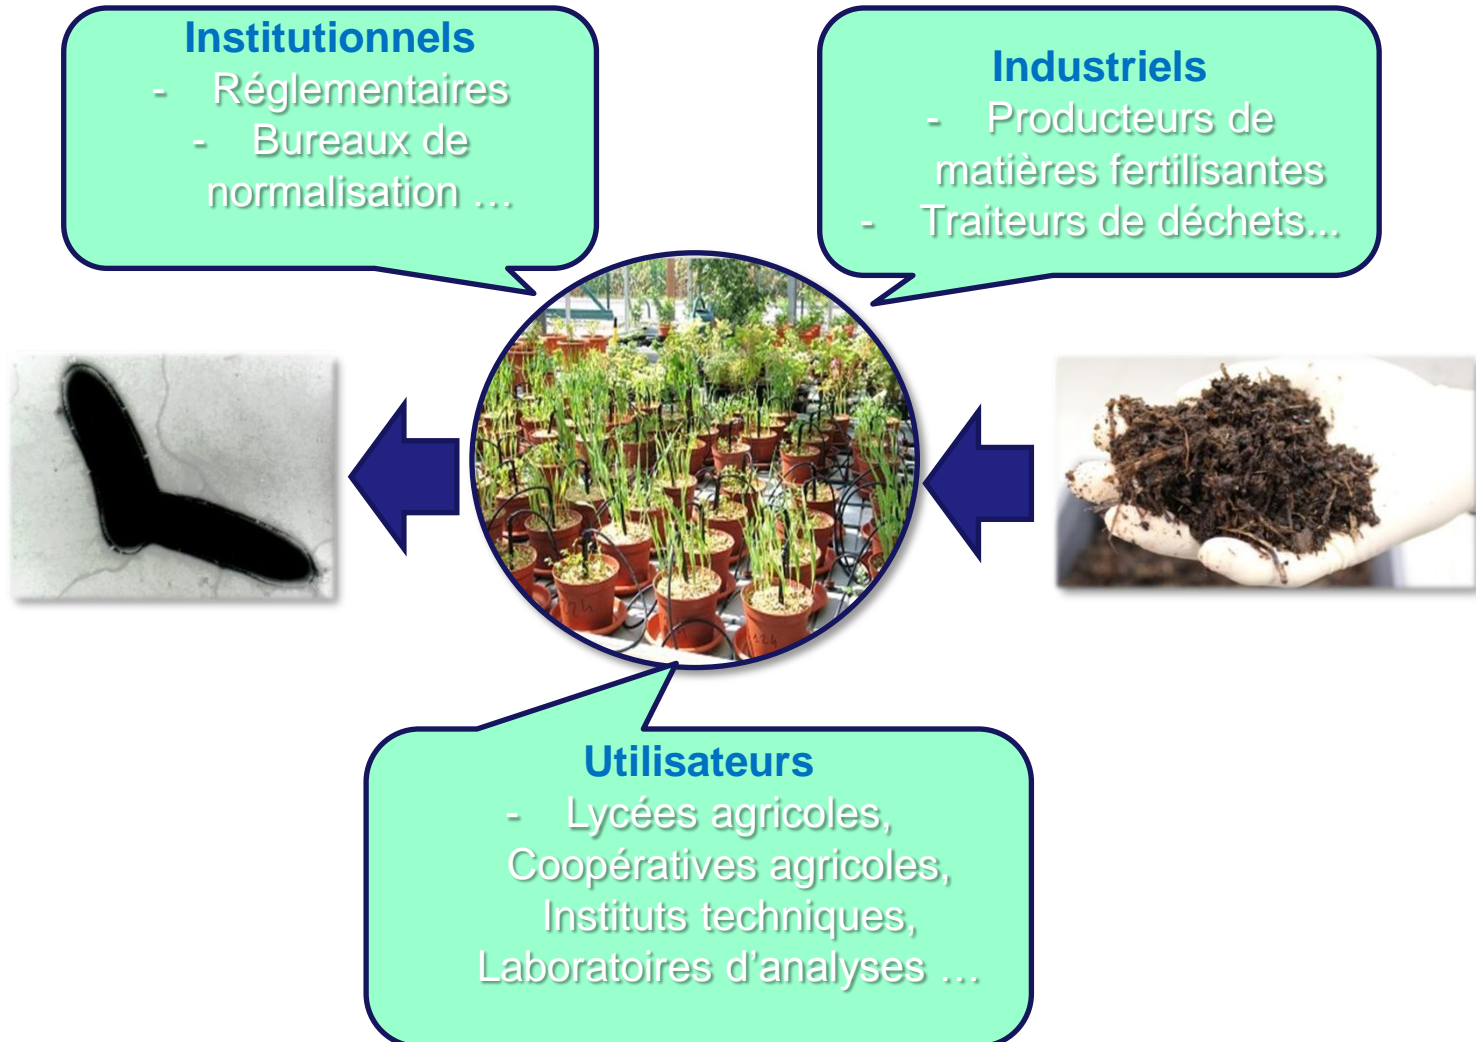 Institutionnels
- Réglementaires
- Bureaux de
normalisation …
Industriels
- Producteurs de
matières fertilisantes
- Traiteurs de déchets...
Utilisateurs
- Lycées agricoles,
Coopératives agricoles,
Instituts techniques,
Laboratoires d’analyses …